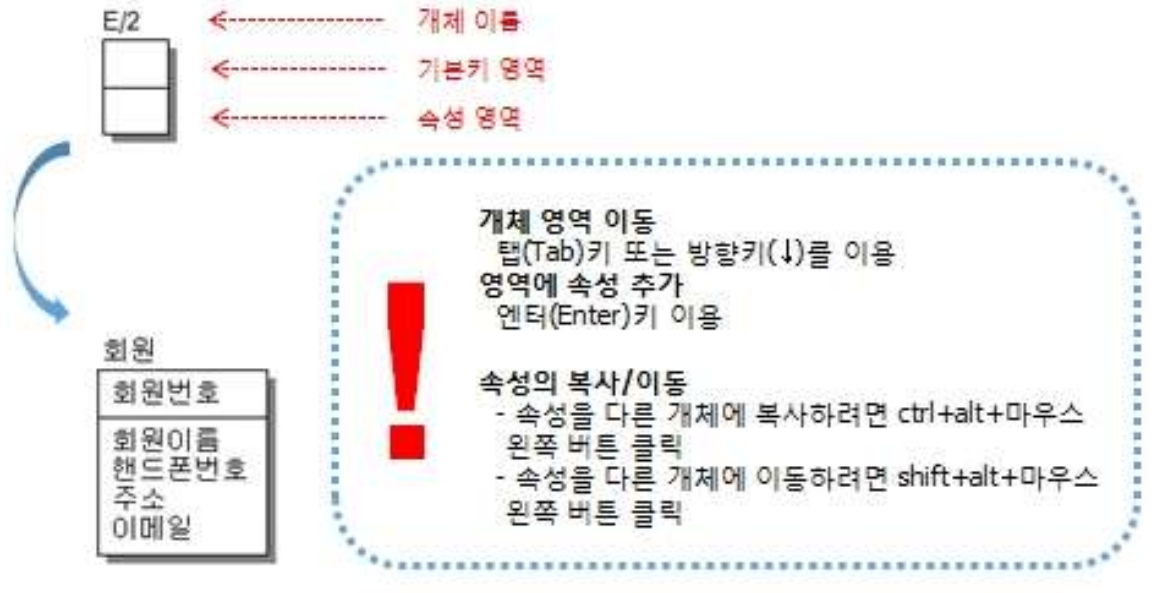 E/2
개체 이름
기본키 영역
속성 영역
개체 영역 이동
탭(Tab)키 또는 방향키(↓)를 이용
영역에 속성 추가
엔터(Enter)키 이용
속성의 복사/이동
- 속성을 다른 개체에 복사하려면 ctrl+alt+마우스
왼쪽 버튼 클릭
- 속성을 다른 개체에 이동하려면 shift+alt+마우스
왼쪽 버튼 클릭
!
회원
회원번호
회원이름
핸드폰번호
주소
이메일